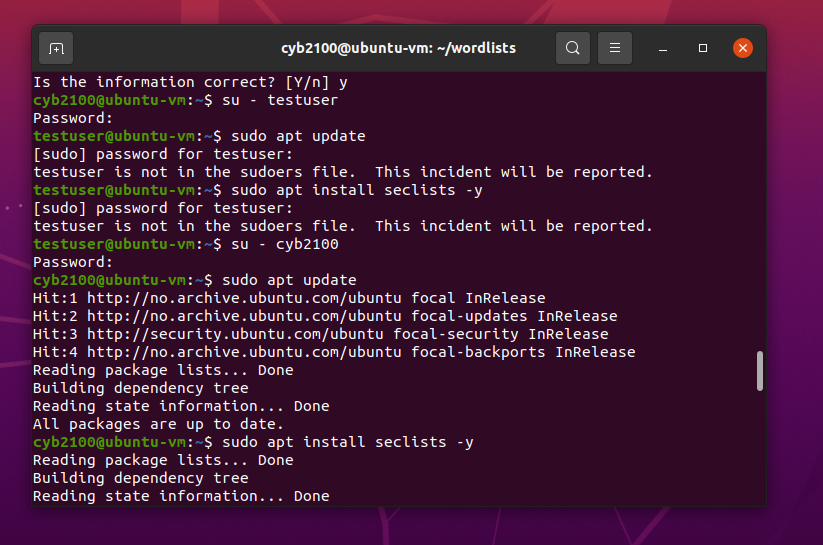 cyb2100@ubuntu-vm: ~/wordlists
Is the information correct? [Y/n] y
cyb2100@ubuntu-vm:~$ su - testuser
Password:
testuser@ubuntu-vm:~$ sudo apt update
[sudo] password for testuser:
testuser is not in the sudoers file.  This incident will be reported.
testuser@ubuntu-vm:~$ sudo apt install seclists -y
[sudo] password for testuser:
testuser is not in the sudoers file.  This incident will be reported.
testuser@ubuntu-vm:~$ su - cyb2100
Password:
cyb2100@ubuntu-vm:~$ sudo apt update
Hit:1 http://no.archive.ubuntu.com/ubuntu focal InRelease
Hit:2 http://no.archive.ubuntu.com/ubuntu focal-updates InRelease
Hit:3 http://security.ubuntu.com/ubuntu focal-security InRelease
Hit:4 http://no.archive.ubuntu.com/ubuntu focal-backports InRelease
Reading package lists... Done
Building dependency tree
Reading state information... Done
All packages are up to date.
cyb2100@ubuntu-vm:~$ sudo apt install seclists -y
Reading package lists... Done
Building dependency tree
Reading state information... Done